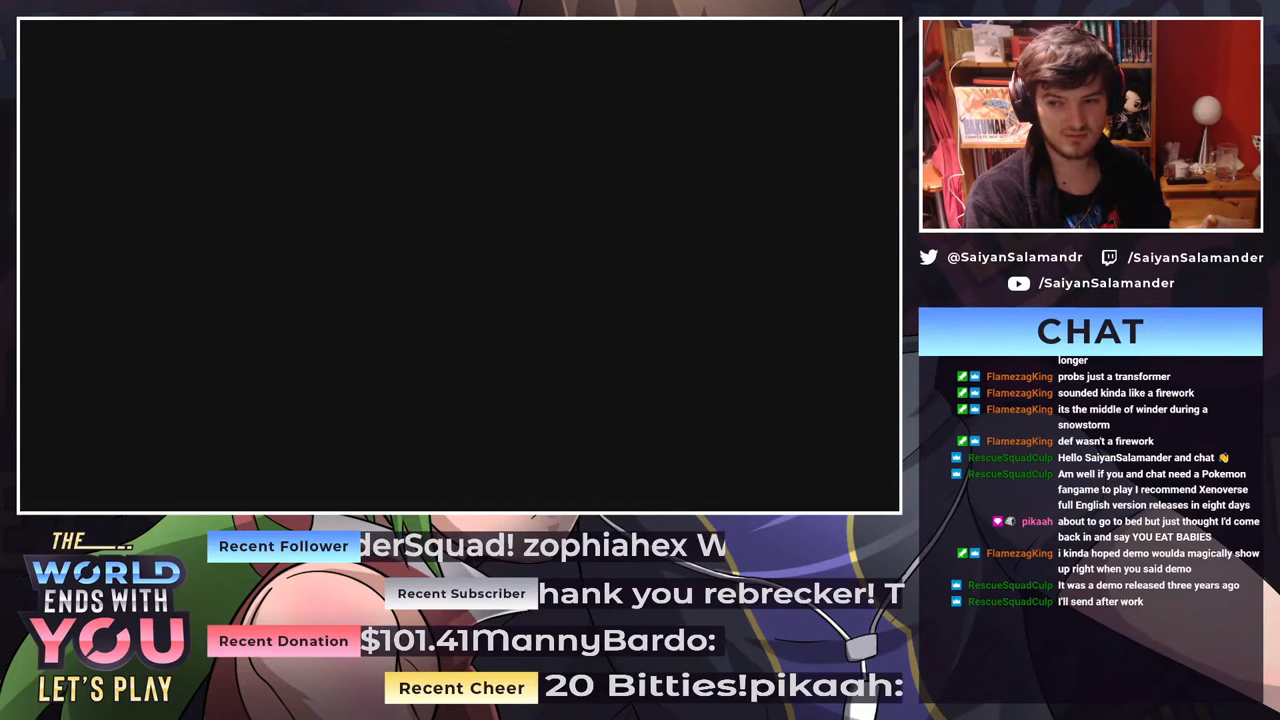 BAKUMAN
@SaiyanSalamandr
/SaiyanSalamander
/SaiyanSalamander
CHAT
longer
FlamezagKing probs just a transformer
FlamezagKing sounded kinda like a firework
FlamezagKing its the middle of winder during a
snowstorm
FlamezagKing def wasn't a firework
RescueSquadCulp Hello SaiyanSalamander and chat 👋
RescueSquadCulp Am well if you and chat need a Pokemon
fangame to play I recommend Xenoverse
full English version releases in eight days
pikaah about to go to bed but just thought I'd come
back in and say YOU EAT BABIES
FlamezagKing i kinda hoped demo woulda magically show
up right when you said demo
RescueSquadCulp It was a demo released three years ago
RescueSquadCulp I'll send after work
THE
WORLD
ENDS WITH
YOU
LET'S PLAY
Recent Follower derSquad! zophiahex W
Recent Subscriber hank you rebrecker! T
Recent Donation $101.41MannyBardo:
Recent Cheer 20 Bitties!pikaah: